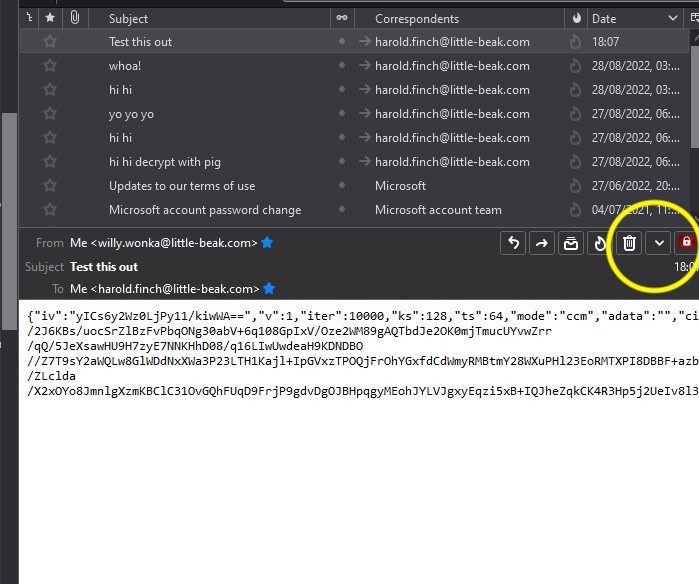 Subject Correspondents Date
Test this out harold.finch@little-beak.com 18:07
whoa! harold.finch@little-beak.com 28/08/2022, 03:...
hi hi harold.finch@little-beak.com 28/08/2022, 03:...
yo yo yo harold.finch@little-beak.com 27/08/2022, 06:...
hi hi harold.finch@little-beak.com 27/08/2022, 06:...
hi hi decrypt with pig harold.finch@little-beak.com 27/08/2022, 06:...
Updates to our terms of use Microsoft 27/06/2022, 20:...
Microsoft account password change Microsoft account team 04/07/2021, 11:...
From Me <willy.wonka@little-beak.com>
Subject Test this out 18:0
To Me <harold.finch@little-beak.com>
{"iv":"yICs6y2Wz0LjPy11/kiwWA==","v":1,"iter":10000,"ks":128,"ts":64,"mode":"ccm","adata":"","ci
/2J6KBs/uocSrZlBzFvPbqONg30abV+6q108GpIxV/Oze2WM89gAQTbdJe2OK0mjTmucUYvwZrr
/qQ/5JeXsawHU9H7zyE7NNKHhD08/q16LIwUwdeaH9KDNDBO
//Z7T9sY2aWQLw8GlWDdNxXWa3P23LTH1Kajl+IpGVxzTPOQjFrOhYGxfdCdWmyRMBtmY28WXuPHl23EoRMTXPI8DBBF+azb
/ZLclda
/X2xOYo8JmnlgXzmKBClC31OvGQhFUqD9FrjP9gdvDgOJBHpqgyMEohJYLVJgxyEqzi5xB+IQJheZqkCK4R3Hp5j2UeIv8l3